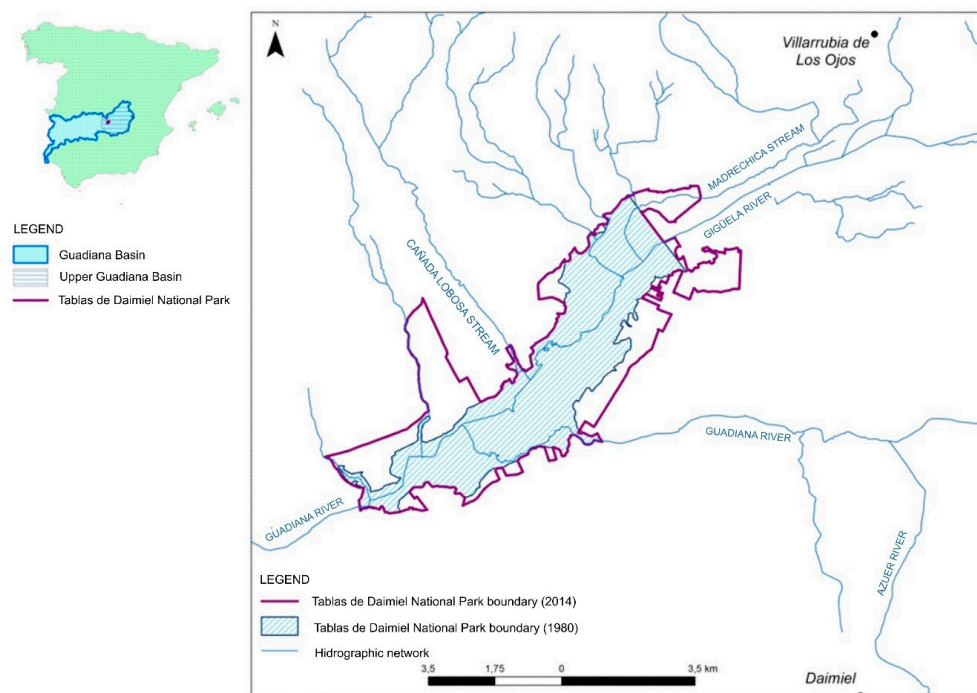 LEGEND
Guadiana Basin
Upper Guadiana Basin
Tablas de Daimiel National Park
N
Villarrubia de
Los Ojos
MADRECHICA STREAM
GIGÜELA RIVER
CAÑADA LOBOSA STREAM
GUADIANA RIVER
GUADIANA RIVER
AZUER RIVER
LEGEND
Tablas de Daimiel National Park boundary (2014)
Tablas de Daimiel National Park boundary (1980)
Hidrographic network
3,5 1,75 0 3,5 km
Daimiel